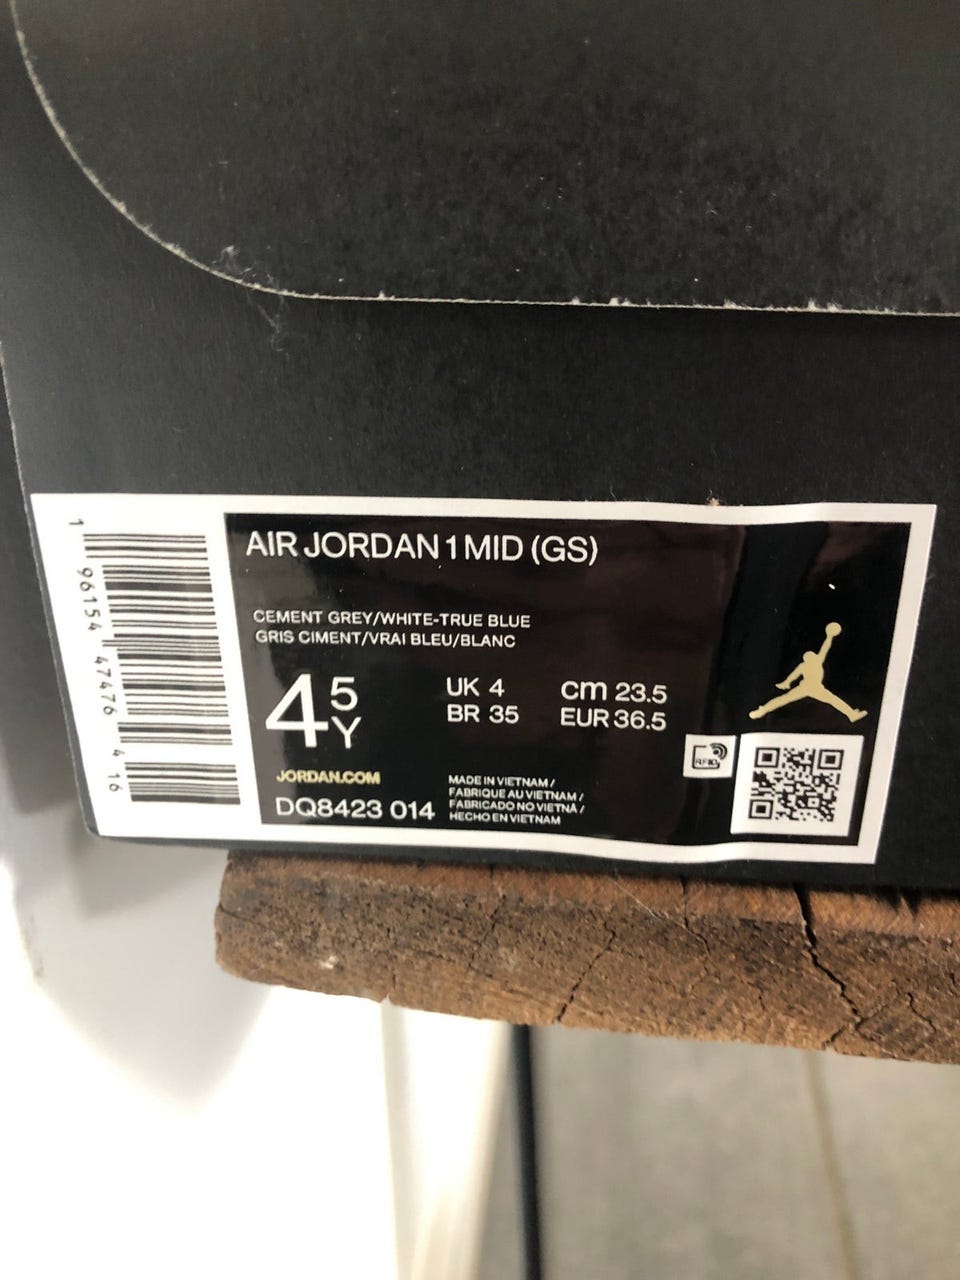 AIR JORDAN 1 MID (GS)
CEMENT GREY/WHITE-TRUE BLUE
GRIS CIMENT/VRAI BLEU/BLANC
4 5Y
UK 4
BR 35
cm 23.5
EUR 36.5
JORDAN.COM
DQ8423 014
MADE IN VIETNAM /
FABRIQUE AU VIETNAM /
FABRICADO NO VIETNÃ /
HECHO EN VIETNAM
RFID
1 96154 47476 4 16